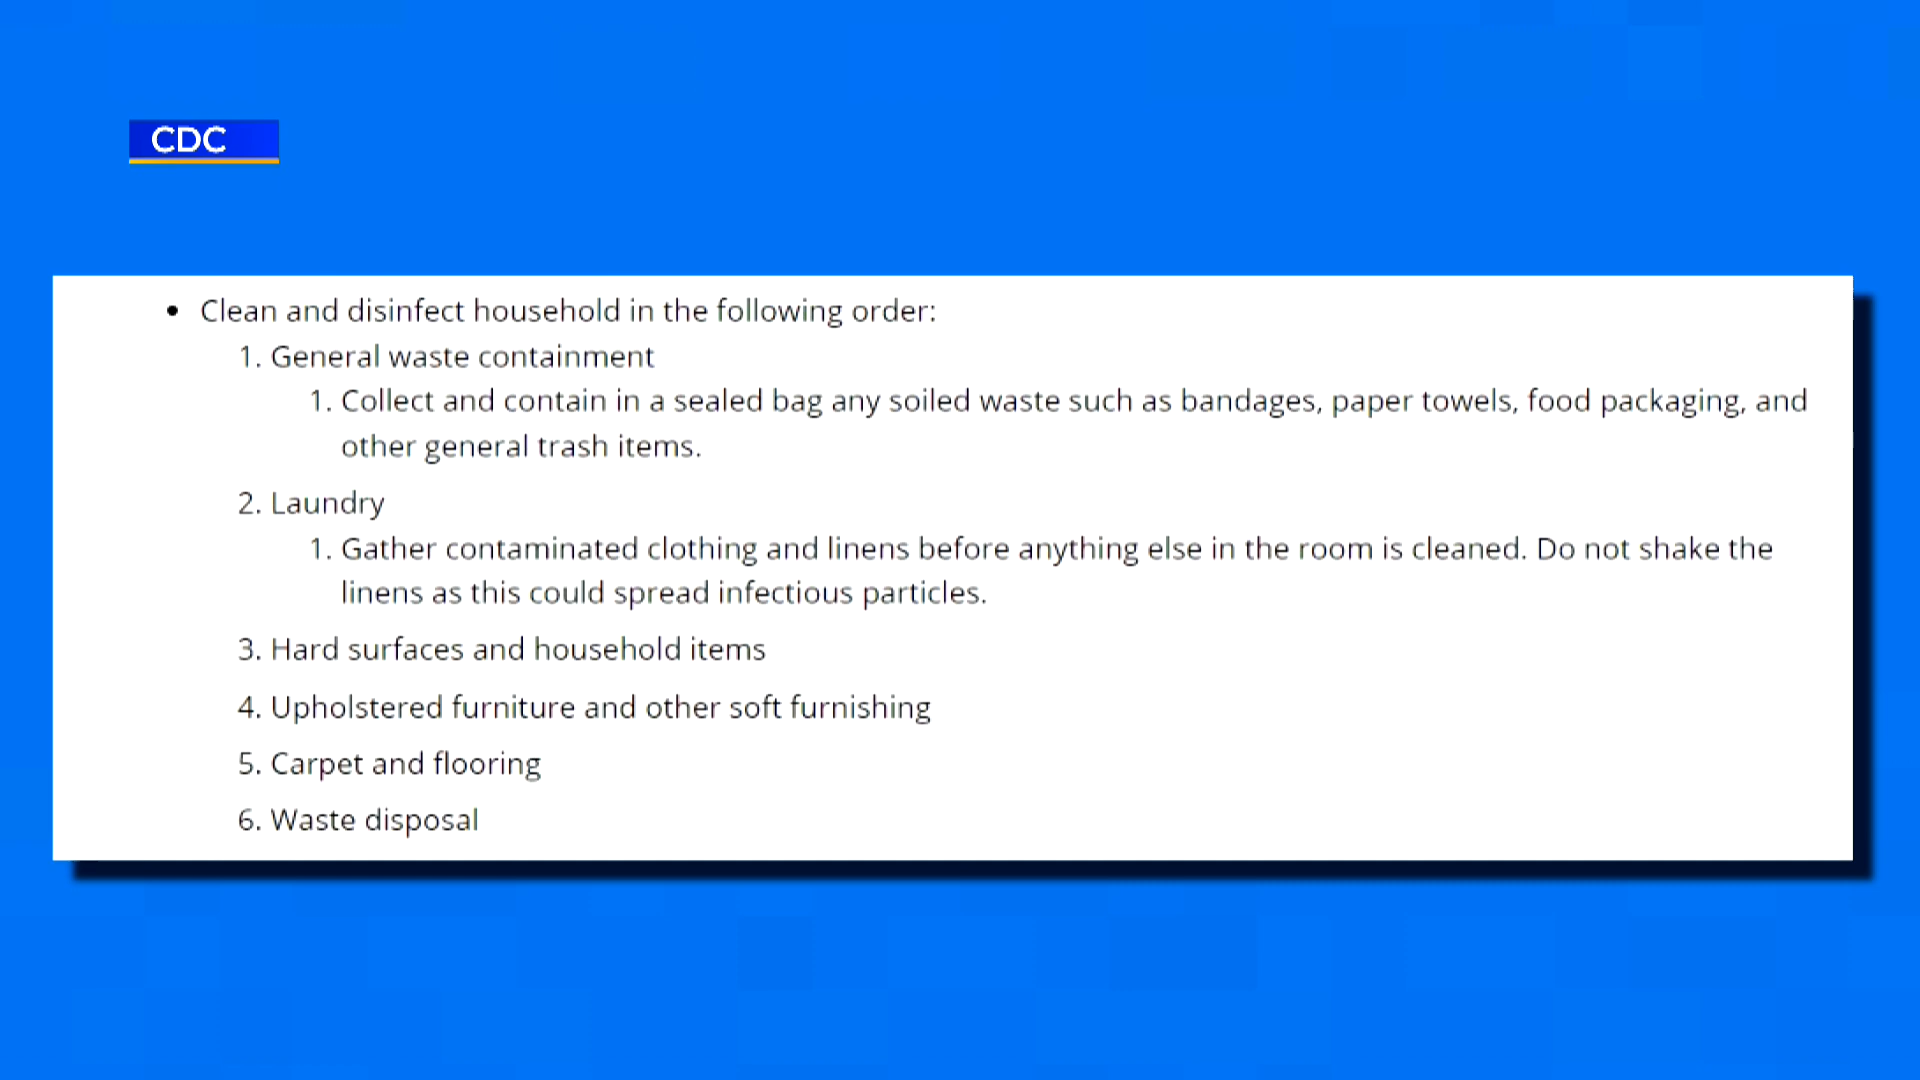 CDC
• Clean and disinfect household in the following order:
1. General waste containment
1. Collect and contain in a sealed bag any soiled waste such as bandages, paper towels, food packaging, and
other general trash items.
2. Laundry
1. Gather contaminated clothing and linens before anything else in the room is cleaned. Do not shake the
linens as this could spread infectious particles.
3. Hard surfaces and household items
4. Upholstered furniture and other soft furnishing
5. Carpet and flooring
6. Waste disposal